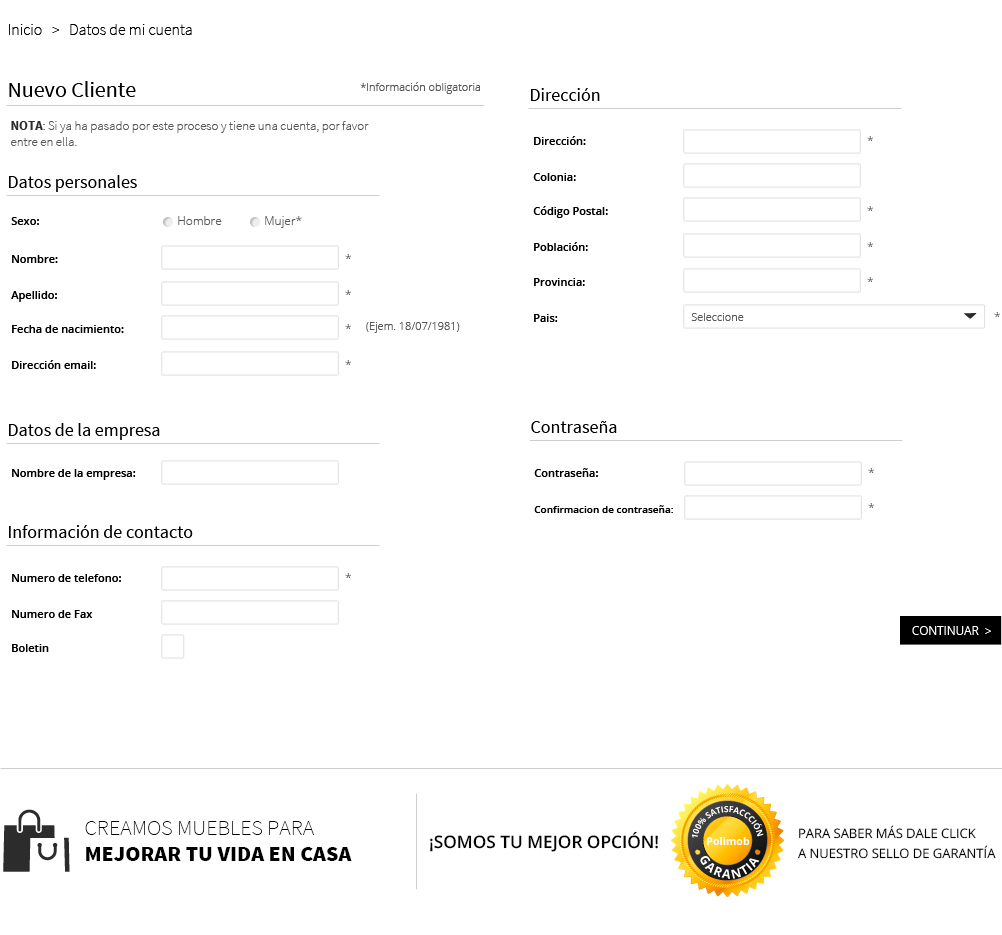 Inicio > Datos de mi cuenta
Nuevo Cliente
*Información obligatoria
NOTA: Si ya ha pasado por este proceso y tiene una cuenta, por favor
entre en ella.
Datos personales
Sexo: Hombre Mujer*
Nombre: *
Apellido: *
Fecha de nacimiento: * (Ejem. 18/07/1981)
Dirección email: *
Datos de la empresa
Nombre de la empresa:
Información de contacto
Numero de telefono: *
Numero de Fax
Boletin
Dirección
Dirección: *
Colonia:
Código Postal: *
Población: *
Provincia: *
Pais: Seleccione *
Contraseña
Contraseña: *
Confirmacion de contraseña: *
CONTINUAR >
CREAMOS MUEBLES PARA
MEJORAR TU VIDA EN CASA
¡SOMOS TU MEJOR OPCIÓN!
100% SATISFACCCIÓN
Polimob
GARANTIA
PARA SABER MÁS DALE CLICK
A NUESTRO SELLO DE GARANTÍA